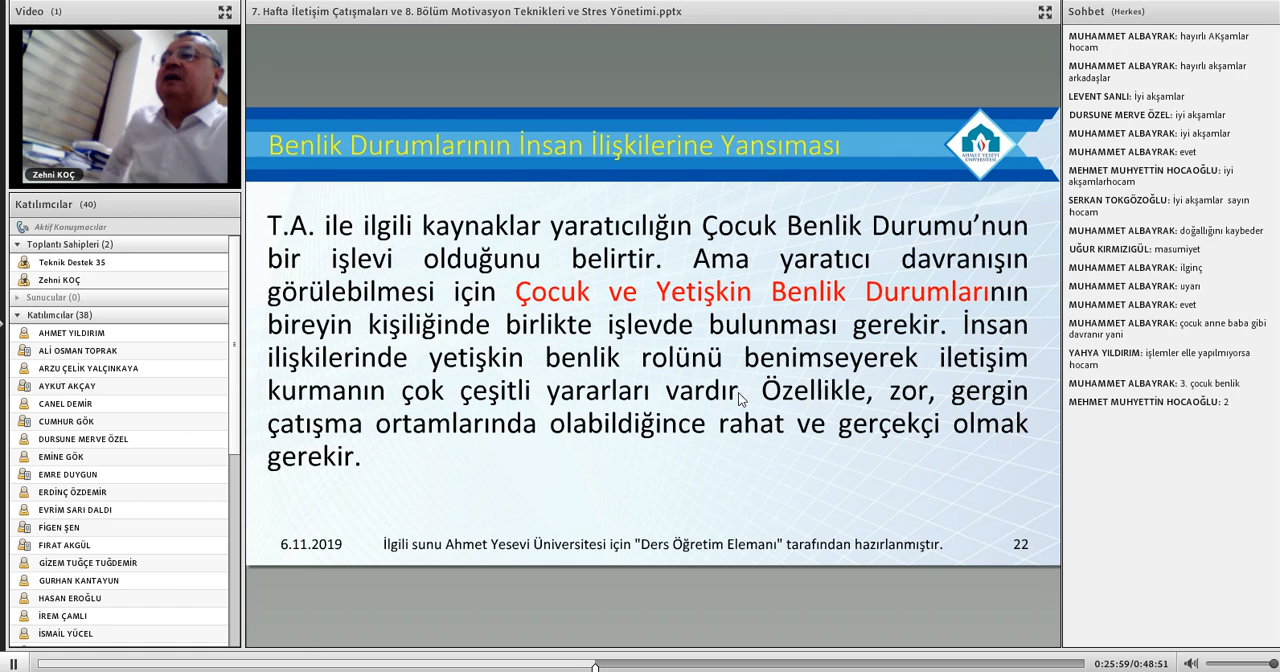 Video (1)
Zehni KOÇ
Katılımcılar (40)
Aktif Konuşmacılar
Toplantı Sahipleri (2)
Teknik Destek 35
Zehni KOÇ
Sunucular (0)
Katılımcılar (38)
AHMET YILDIRIM
ALİ OSMAN TOPRAK
ARZU ÇELİK YALÇINKAYA
AYKUT AKÇAY
CANEL DEMİR
CUMHUR GÖK
DURSUNE MERVE ÖZEL
EMİNE GÖK
EMRE DUYGUN
ERDİNÇ ÖZDEMİR
EVRİM SARI DALDI
FİGEN ŞEN
FIRAT AKGÜL
GİZEM TUĞÇE TUĞDEMİR
GURHAN KANTAYUN
HASAN EROĞLU
İREM ÇAMLI
İSMAİL YÜCEL
7. Hafta İletişim Çatışmaları ve 8. Bölüm Motivasyon Teknikleri ve Stres Yönetimi.pptx
Benlik Durumlarının İnsan İlişkilerine Yansıması
AHMET YESEVİ
ÜNİVERSİTESİ
T.A. ile ilgili kaynaklar yaratıcılığın Çocuk Benlik Durumu’nun
bir işlevi olduğunu belirtir. Ama yaratıcı davranışın
görülebilmesi için Çocuk ve Yetişkin Benlik Durumlarının
bireyin kişiliğinde birlikte işlevde bulunması gerekir. İnsan
ilişkilerinde yetişkin benlik rolünü benimseyerek iletişim
kurmanın çok çeşitli yararları vardır. Özellikle, zor, gergin
çatışma ortamlarında olabildiğince rahat ve gerçekçi olmak
gerekir.
6.11.2019
İlgili sunu Ahmet Yesevi Üniversitesi için "Ders Öğretim Elemanı" tarafından hazırlanmıştır.
22
Sohbet (Herkes)
MUHAMMET ALBAYRAK: hayırlı AKşamlar
hocam
MUHAMMET ALBAYRAK: hayırlı akşamlar
arkadaşlar
LEVENT SANLI: İyi akşamlar
DURSUNE MERVE ÖZEL: iyi akşamlar
MUHAMMET ALBAYRAK: iyi akşamlar
MUHAMMET ALBAYRAK: evet
MEHMET MUHYETTİN HOCAOĞLU: iyi
akşamlarhocam
SERKAN TOKGÖZOĞLU: İyi akşamlar sayın
hocam
MUHAMMET ALBAYRAK: doğallığını kaybeder
UĞUR KIRMIZIGÜL: masumiyet
MUHAMMET ALBAYRAK: ilginç
MUHAMMET ALBAYRAK: uyarı
MUHAMMET ALBAYRAK: evet
MUHAMMET ALBAYRAK: çocuk anne baba gibi
davranır yani
YAHYA YILDIRIM: işlemler elle yapılmıyorsa
hocam
MUHAMMET ALBAYRAK: 3. çocuk benlik
MEHMET MUHYETTİN HOCAOĞLU: 2
0:25:59/0:48:51